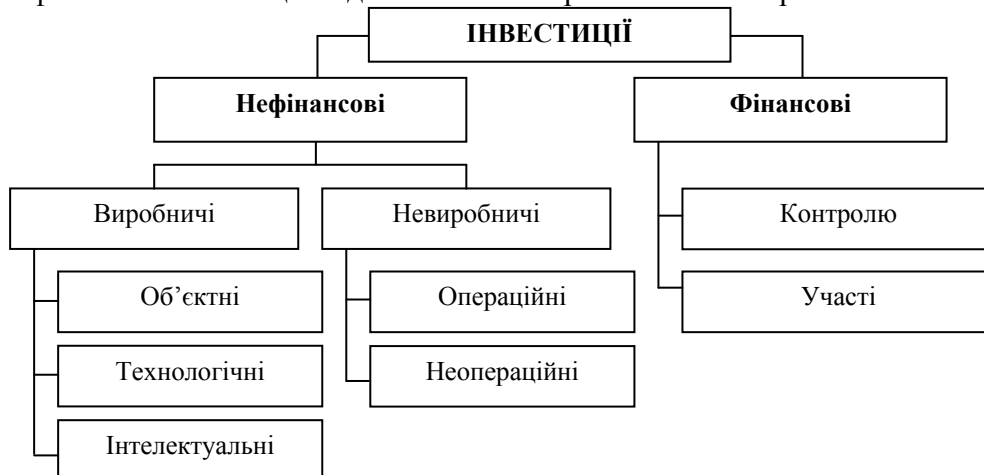 ІНВЕСТИЦІЇ
Нефінансові
Фінансові
Виробничі
Невиробничі
Контролю
Об’єктні
Операційні
Участі
Технологічні
Неопераційні
Інтелектуальні